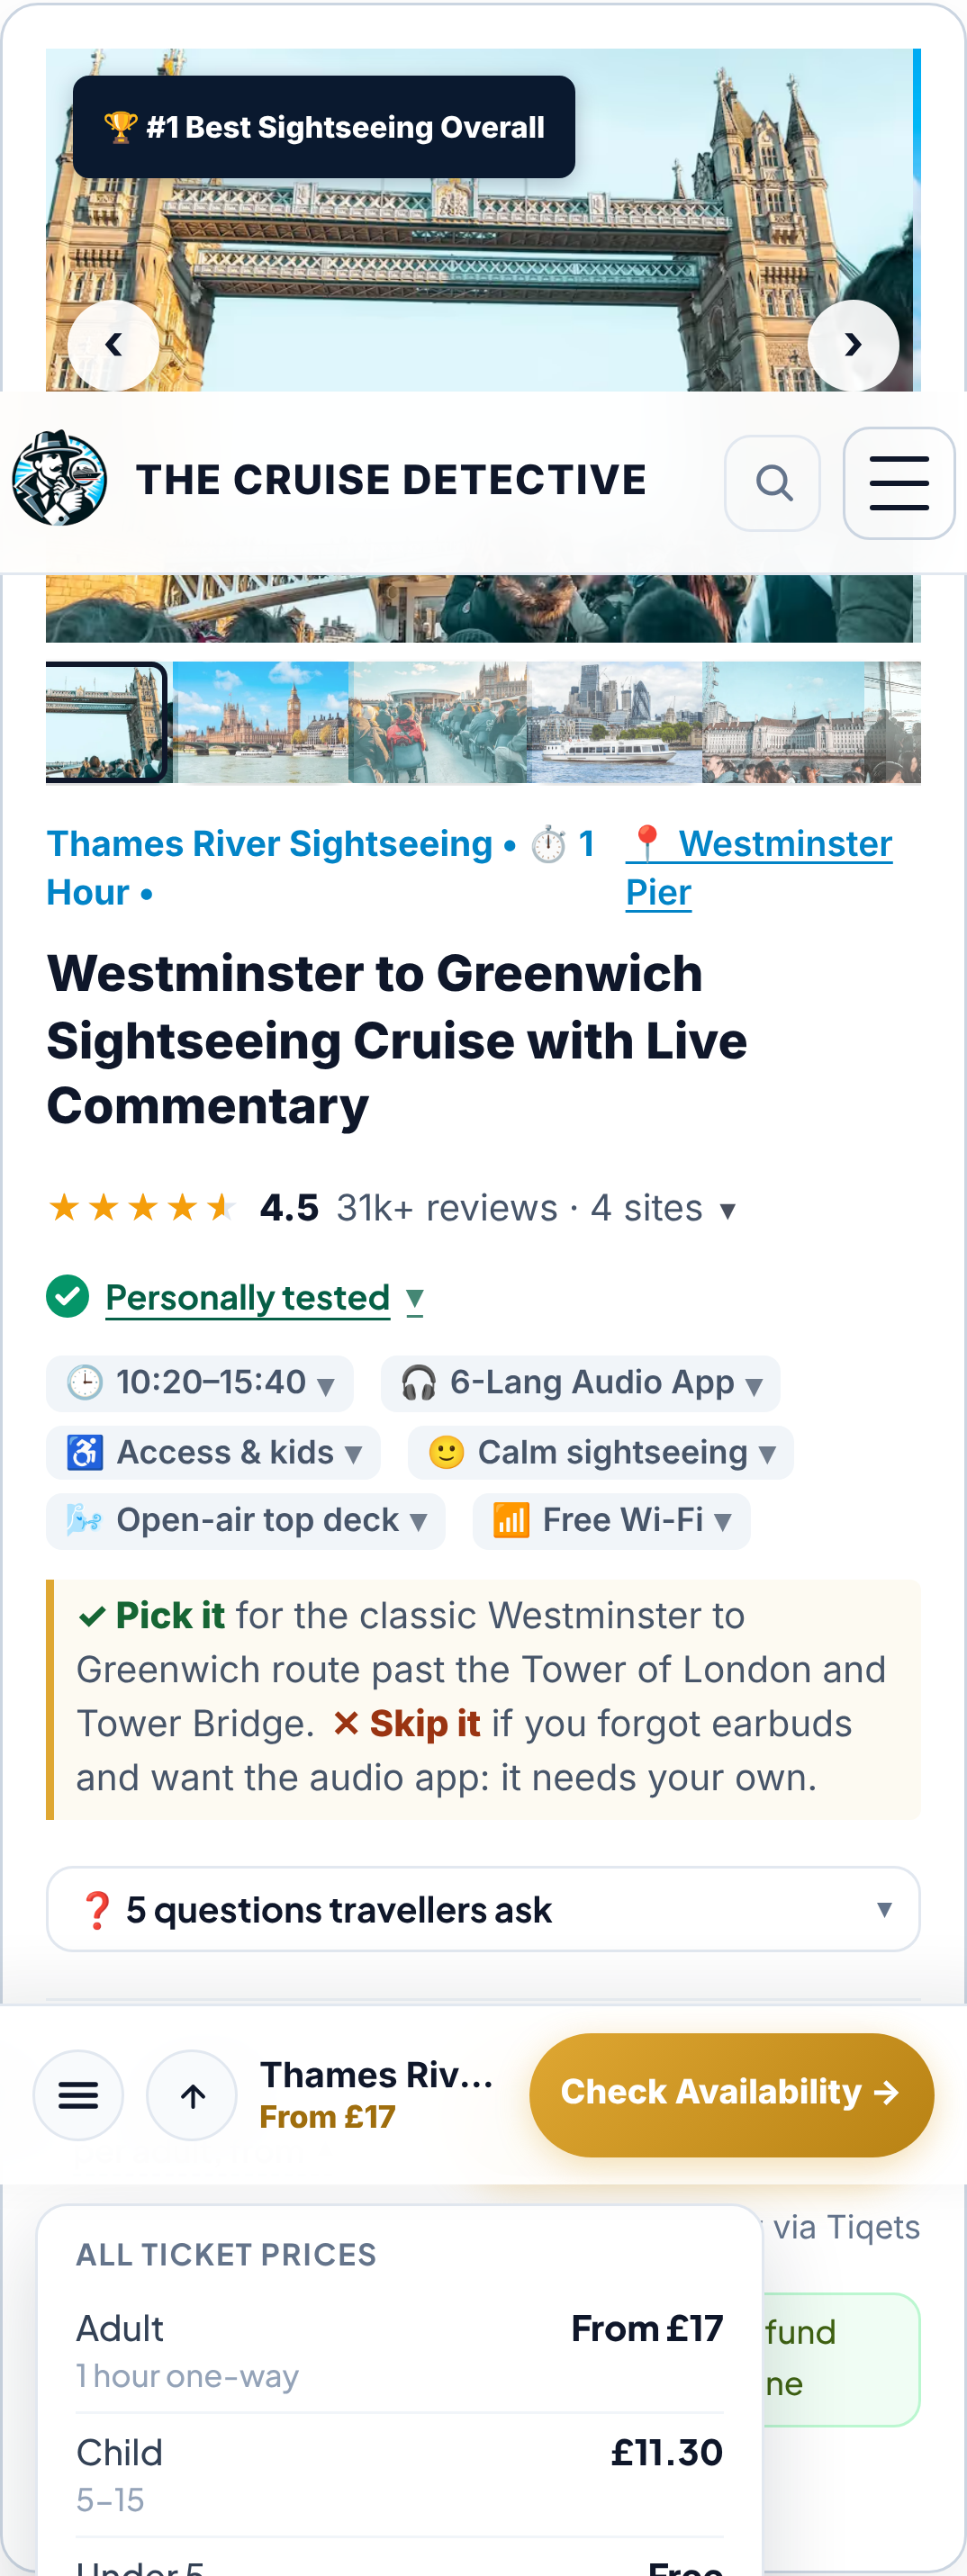 🏆 #1 Best Sightseeing Overall
THE CRUISE DETECTIVE
Thames River Sightseeing • ⏱️ 1 Hour •
📍 Westminster Pier
Westminster to Greenwich
Sightseeing Cruise with Live
Commentary
★★★★★ 4.5 31k+ reviews · 4 sites ▼
Personally tested ▼
🕒 10:20–15:40 ▼
🎧 6-Lang Audio App ▼
♿ Access & kids ▼
🙂 Calm sightseeing ▼
🌬️ Open-air top deck ▼
📶 Free Wi-Fi ▼
✓ Pick it for the classic Westminster to
Greenwich route past the Tower of London and
Tower Bridge. ✕ Skip it if you forgot earbuds
and want the audio app: it needs your own.
❓ 5 questions travellers ask ▼
Thames Riv...
From £17
Check Availability →
via Tiqets
ALL TICKET PRICES
Adult From £17
1 hour one-way
fund
ne
Child £11.30
5–15
Under 5 Free